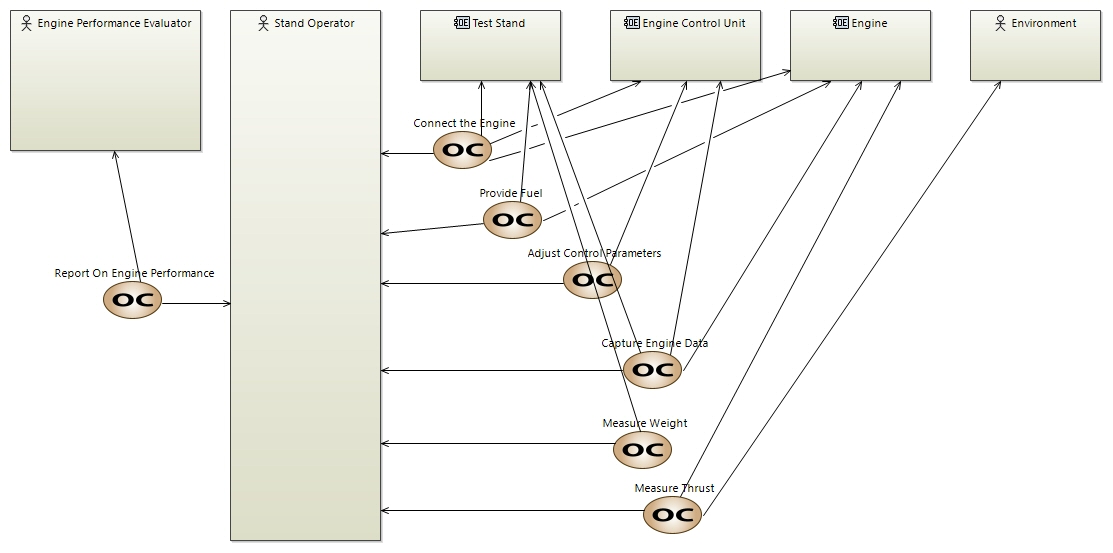 Engine Performance Evaluator
Stand Operator
OE Test Stand
OE Engine Control Unit
OE Engine
Environment
Connect the Engine
OC
Provide Fuel
OC
Adjust Control Parameters
OC
Report On Engine Performance
OC
Capture Engine Data
OC
Measure Weight
OC
Measure Thrust
OC